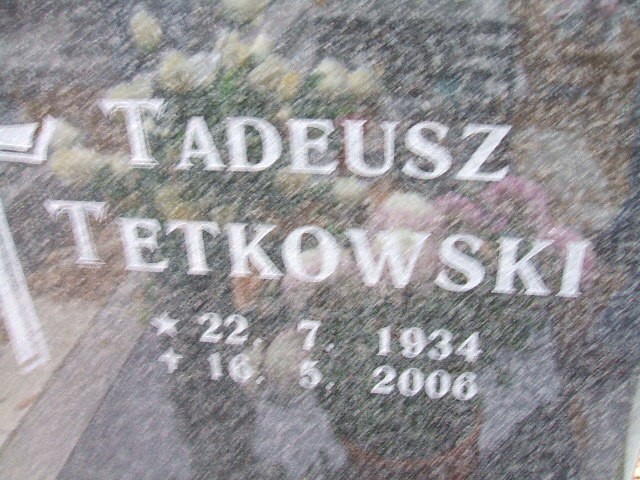 TADEUSZ
TETKOWSKI
★ 22. 7. 1934
✝ 16. 5. 2006